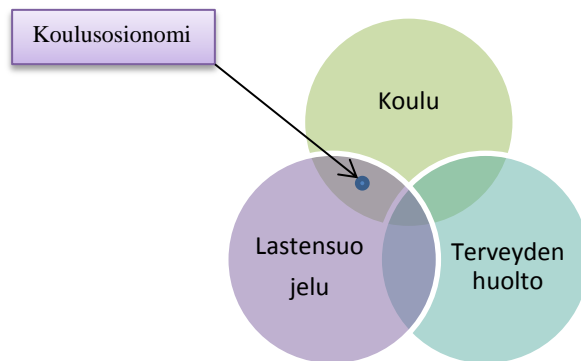 Koulusosionomi
Koulu
Lastensuo
jelu
Terveyden
huolto